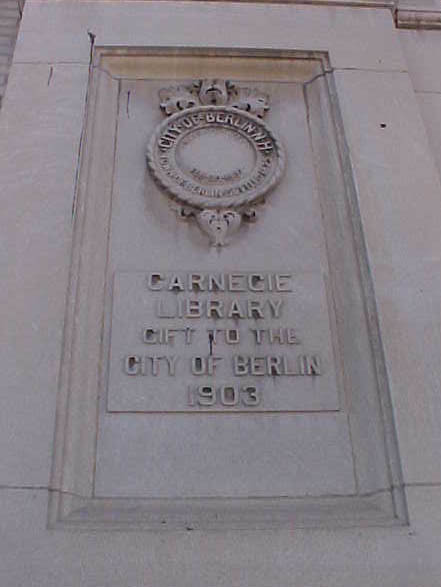 CITY-OF-BERLIN.N.H.
CARNEGIE
LIBRARY
GIFT TO THE
CITY OF BERLIN
1903